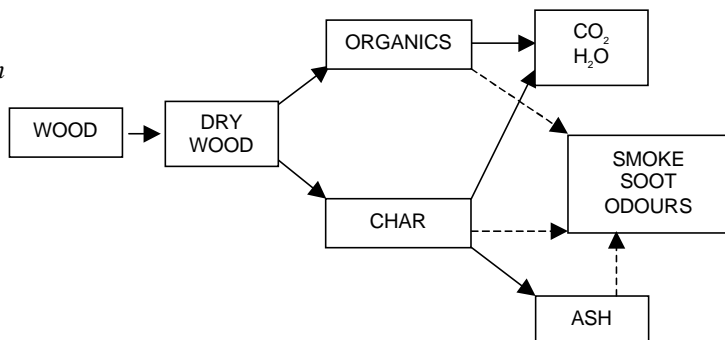 ORGANICS
CO₂
H₂O
n
WOOD
DRY
WOOD
SMOKE
SOOT
ODOURS
CHAR
ASH